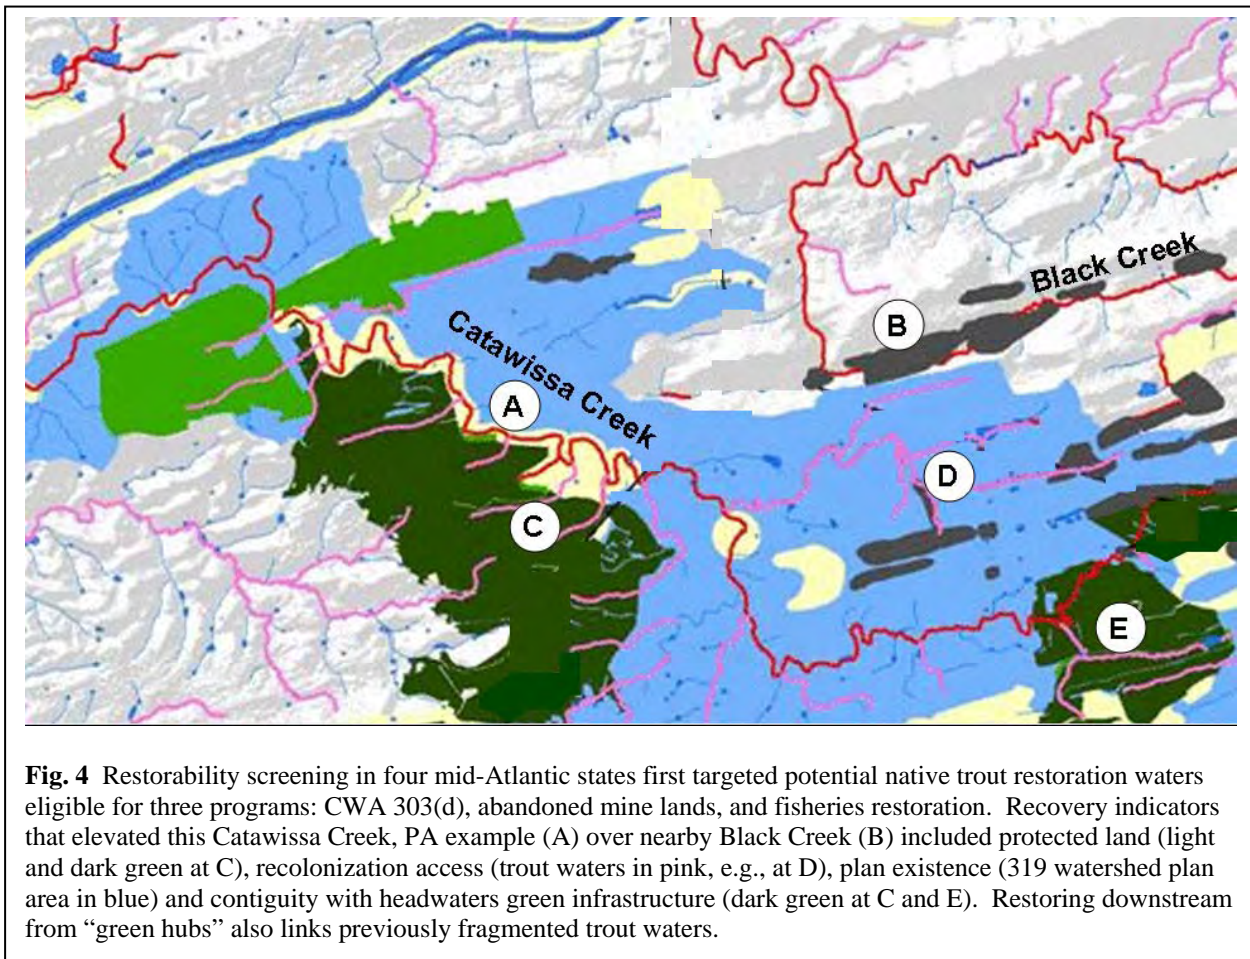 Black Creek
B
Catawissa Creek
A
D
C
E
Fig. 4 Restorability screening in four mid-Atlantic states first targeted potential native trout restoration waters
eligible for three programs: CWA 303(d), abandoned mine lands, and fisheries restoration. Recovery indicators
that elevated this Catawissa Creek, PA example (A) over nearby Black Creek (B) included protected land (light
and dark green at C), recolonization access (trout waters in pink, e.g., at D), plan existence (319 watershed plan
area in blue) and contiguity with headwaters green infrastructure (dark green at C and E). Restoring downstream
from “green hubs” also links previously fragmented trout waters.